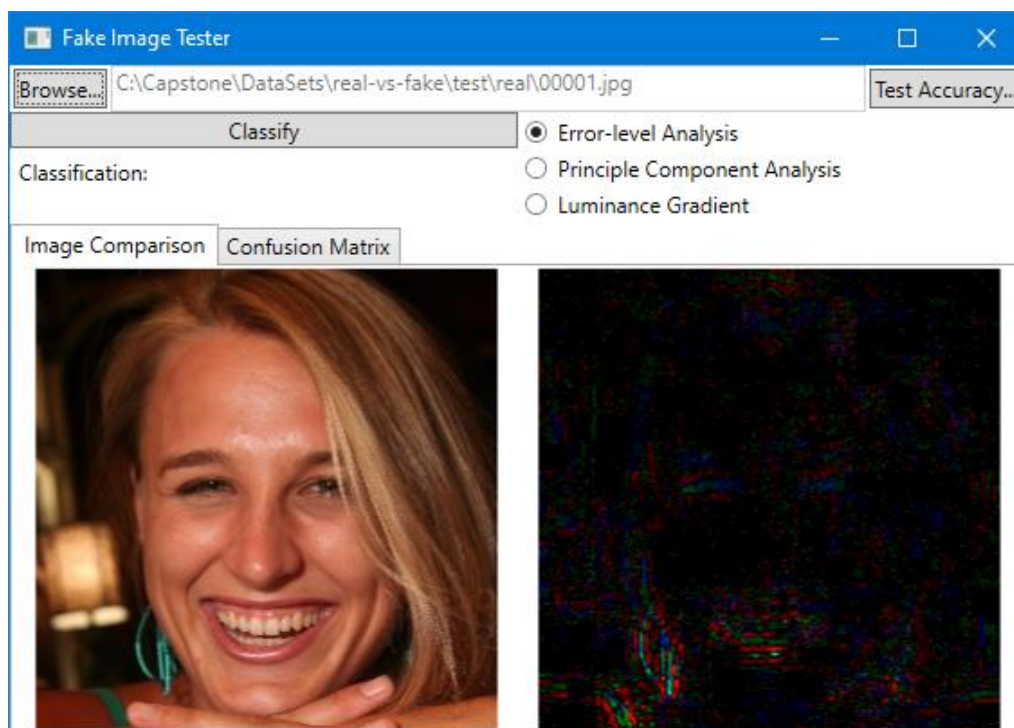 Fake Image Tester
Browse... C:\Capstone\DataSets\real-vs-fake\test\real\00001.jpg Test Accuracy...
Classify
Error-level Analysis
Classification:
Principle Component Analysis
Luminance Gradient
Image Comparison Confusion Matrix